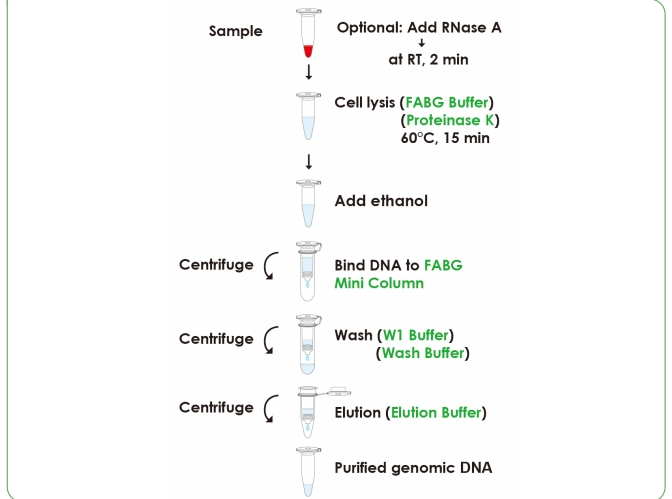 Sample
Optional: Add RNase A
at RT, 2 min
Cell lysis (FABG Buffer)
(Proteinase K)
60°C, 15 min
Add ethanol
Centrifuge
Bind DNA to FABG
Mini Column
Centrifuge
Wash (W1 Buffer)
(Wash Buffer)
Centrifuge
Elution (Elution Buffer)
Purified genomic DNA